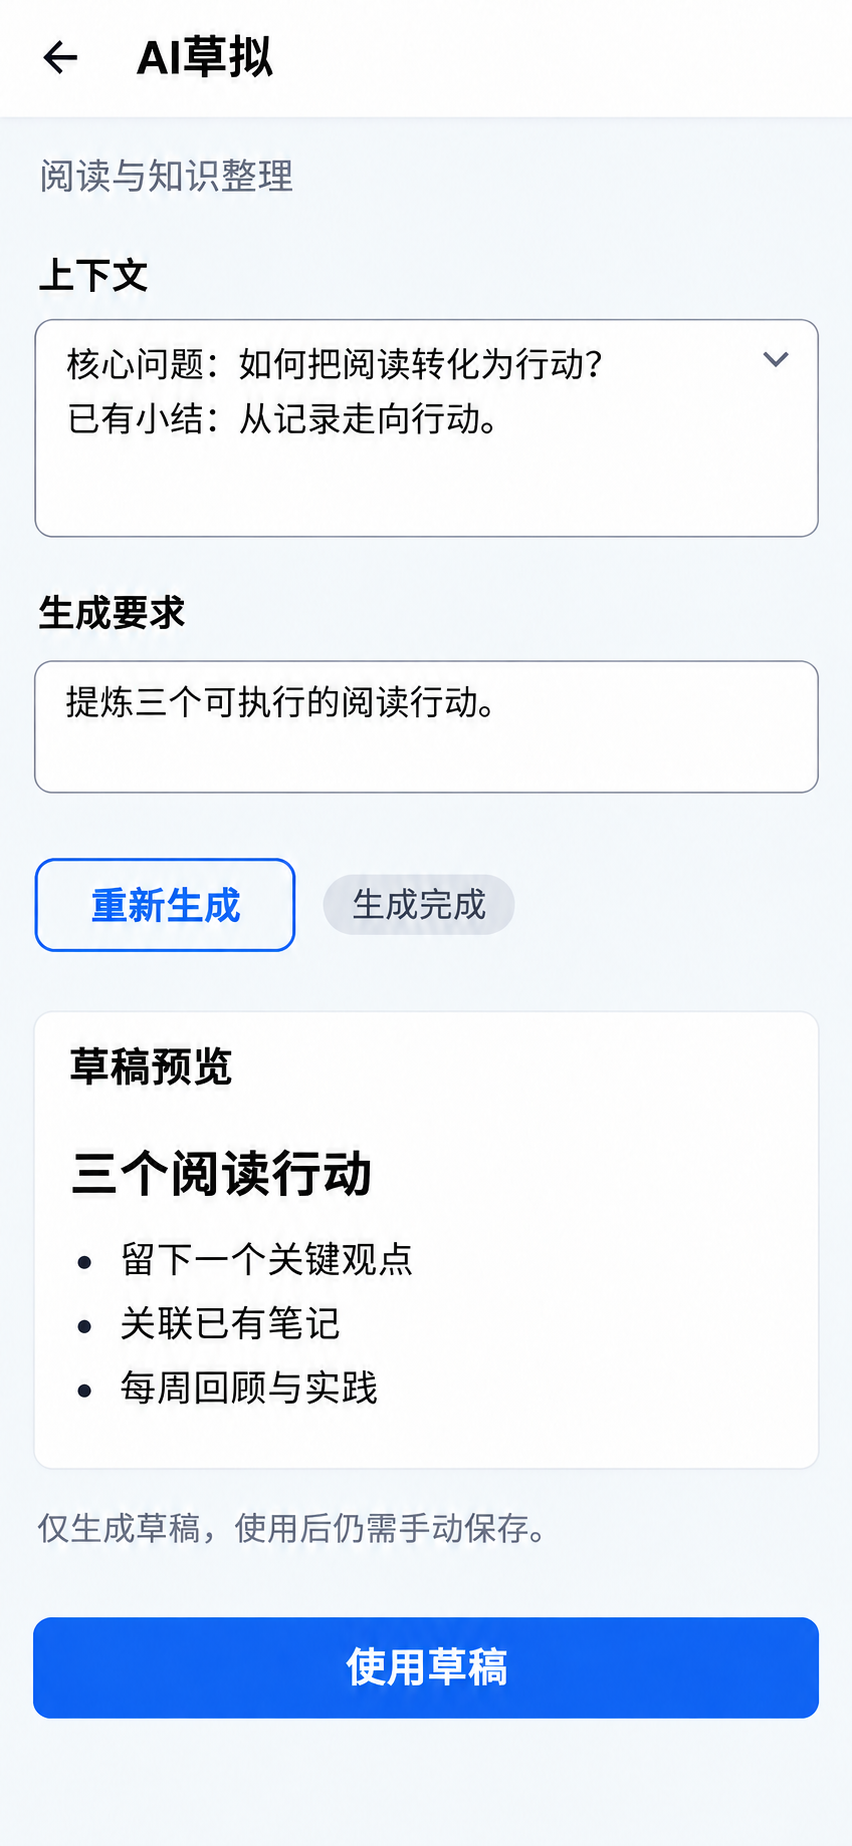 AI草拟
阅读与知识整理
上下文
核心问题：如何把阅读转化为行动？
已有小结：从记录走向行动。
生成要求
提炼三个可执行的阅读行动。
重新生成
生成完成
草稿预览
三个阅读行动
• 留下一个关键观点
• 关联已有笔记
• 每周回顾与实践
仅生成草稿，使用后仍需手动保存。
使用草稿